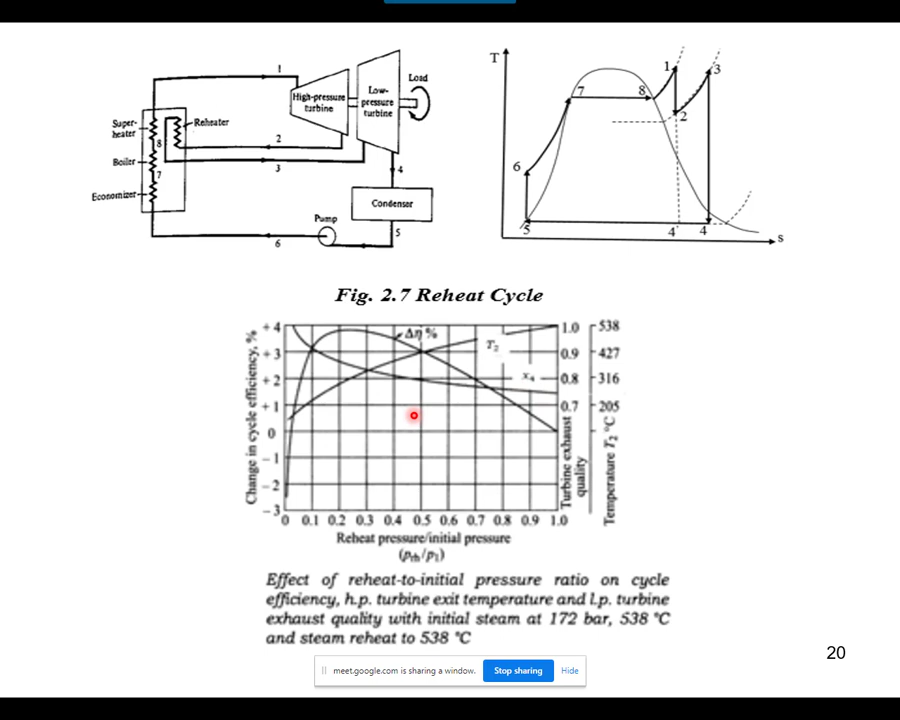 1
Load
High-pressure
turbine
Low-
pressure
turbine
Super-
heater
Reheater
8
2
Boiler
3
7
4
Economizer
Condenser
Pump
5
6
T
1
3
7
8
2
6
5
4'
4
s
Fig. 2.7 Reheat Cycle
Change in cycle efficiency, %
+4
+3
+2
+1
0
-1
-2
-3
Δη %
T2
x4
1.0
0.9
0.8
0.7
Turbine exhaust
quality
538
427
316
205
Temperature T2 °C
0 0.1 0.2 0.3 0.4 0.5 0.6 0.7 0.8 0.9 1.0
Reheat pressure/initial pressure
(prh/p1)
Effect of reheat-to-initial pressure ratio on cycle
efficiency, h.p. turbine exit temperature and l.p. turbine
exhaust quality with initial steam at 172 bar, 538 °C
and steam reheat to 538 °C
20
meet.google.com is sharing a window.
Stop sharing
Hide